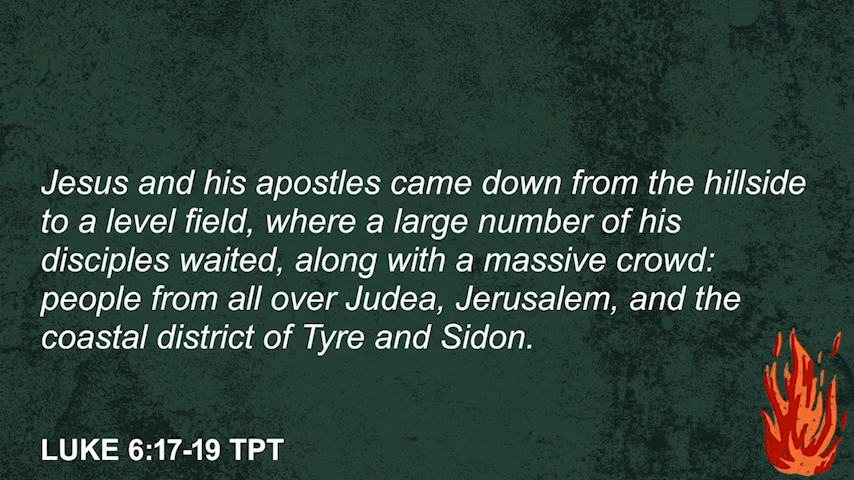 Jesus and his apostles came down from the hillside
to a level field, where a large number of his
disciples waited, along with a massive crowd:
people from all over Judea, Jerusalem, and the
coastal district of Tyre and Sidon.
LUKE 6:17-19 TPT